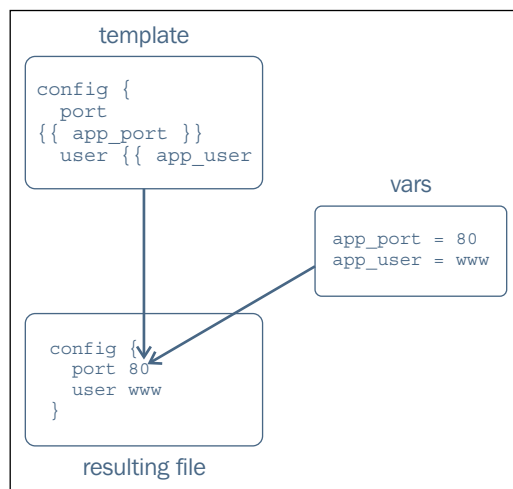 template
config {
port
{{ app_port }}
user {{ app_user
vars
app_port = 80
app_user = www
config {
port 80
user www
}
resulting file